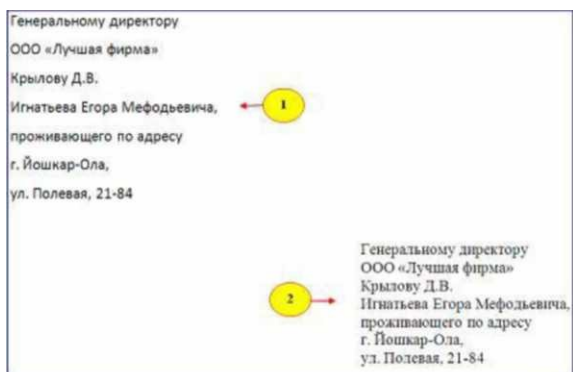 Генеральному директору
ООО «Лучшая фирма»
Крылову Д.В.
Игнатьева Егора Мефодьевича,
проживающего по адресу
г. Йошкар-Ола,
ул. Полевая, 21-84
1
2
Генеральному директору
ООО «Лучшая фирма»
Крылову Д.В.
Игнатьева Егора Мефодьевича,
проживающего по адресу
г. Йошкар-Ола,
ул. Полевая, 21-84